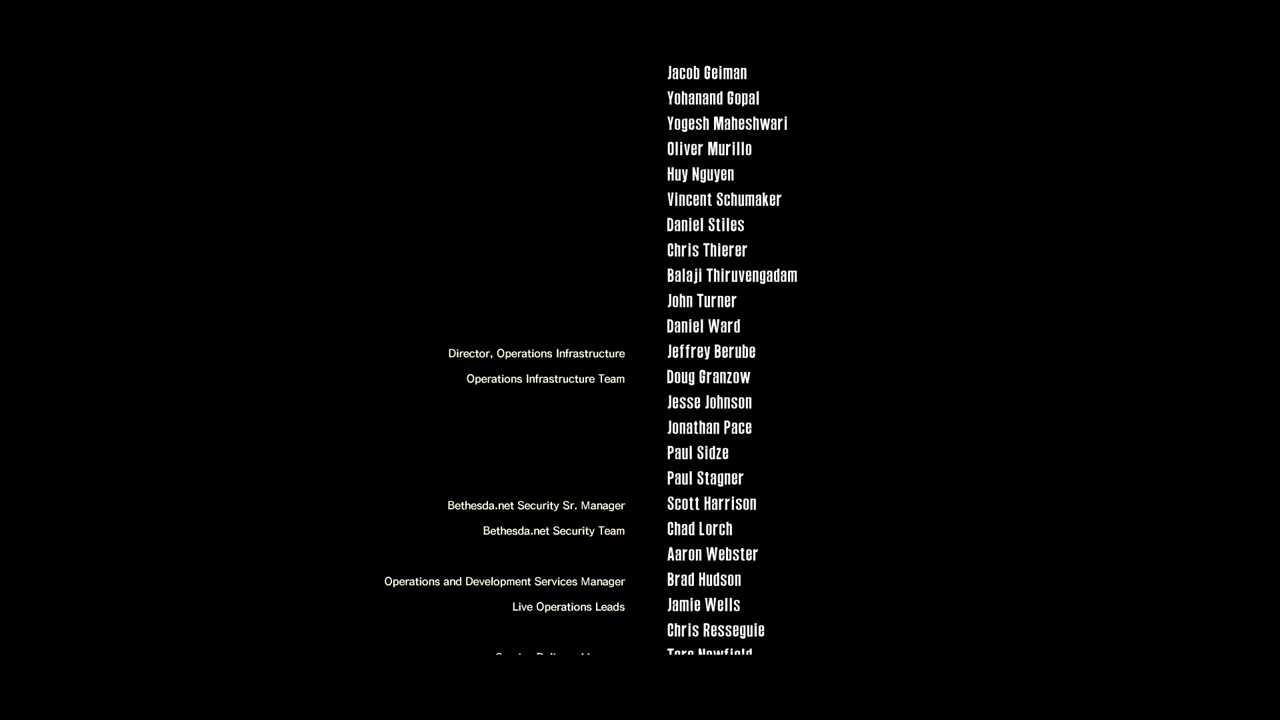 Jacob Geiman
Yohanand Gopal
Yogesh Maheshwari
Oliver Murillo
Huy Nguyen
Vincent Schumaker
Daniel Stiles
Chris Thierer
Balaji Thiruvengadam
John Turner
Daniel Ward
Director, Operations Infrastructure Jeffrey Berube
Operations Infrastructure Team Doug Granzow
Jesse Johnson
Jonathan Pace
Paul Sidze
Paul Stagner
Bethesda.net Security Sr. Manager Scott Harrison
Bethesda.net Security Team Chad Lorch
Aaron Webster
Operations and Development Services Manager Brad Hudson
Live Operations Leads Jamie Wells
Chris Resseguie